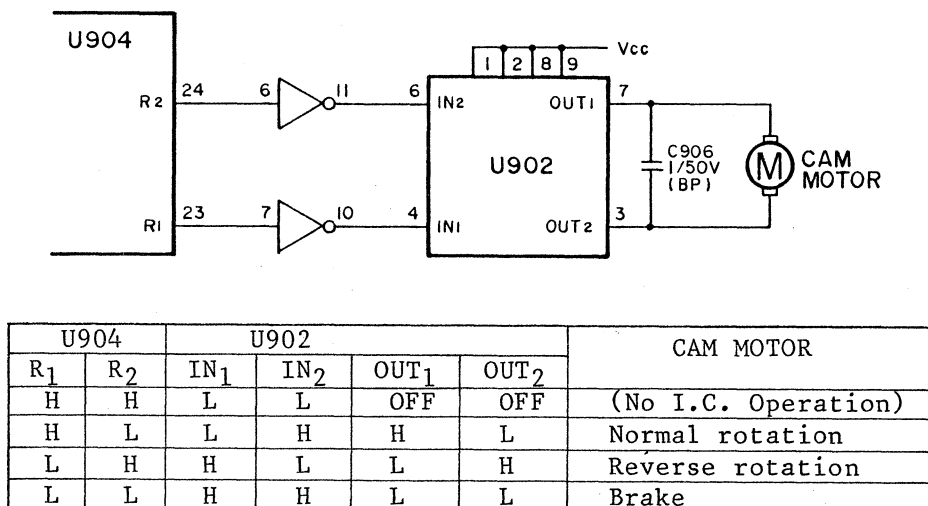 U904
Vcc
1 2 8 9
R2 24 6 11 6 IN2 OUT1 7
U902
C906
1/50V
(BP)
M
CAM
MOTOR
R1 23 7 10 4 IN1 OUT2 3
U904 U902 CAM MOTOR
R1 R2 IN1 IN2 OUT1 OUT2
H H L L OFF OFF (No I.C. Operation)
H L L H H L Normal rotation
L H H L L H Reverse rotation
L L H H L L Brake